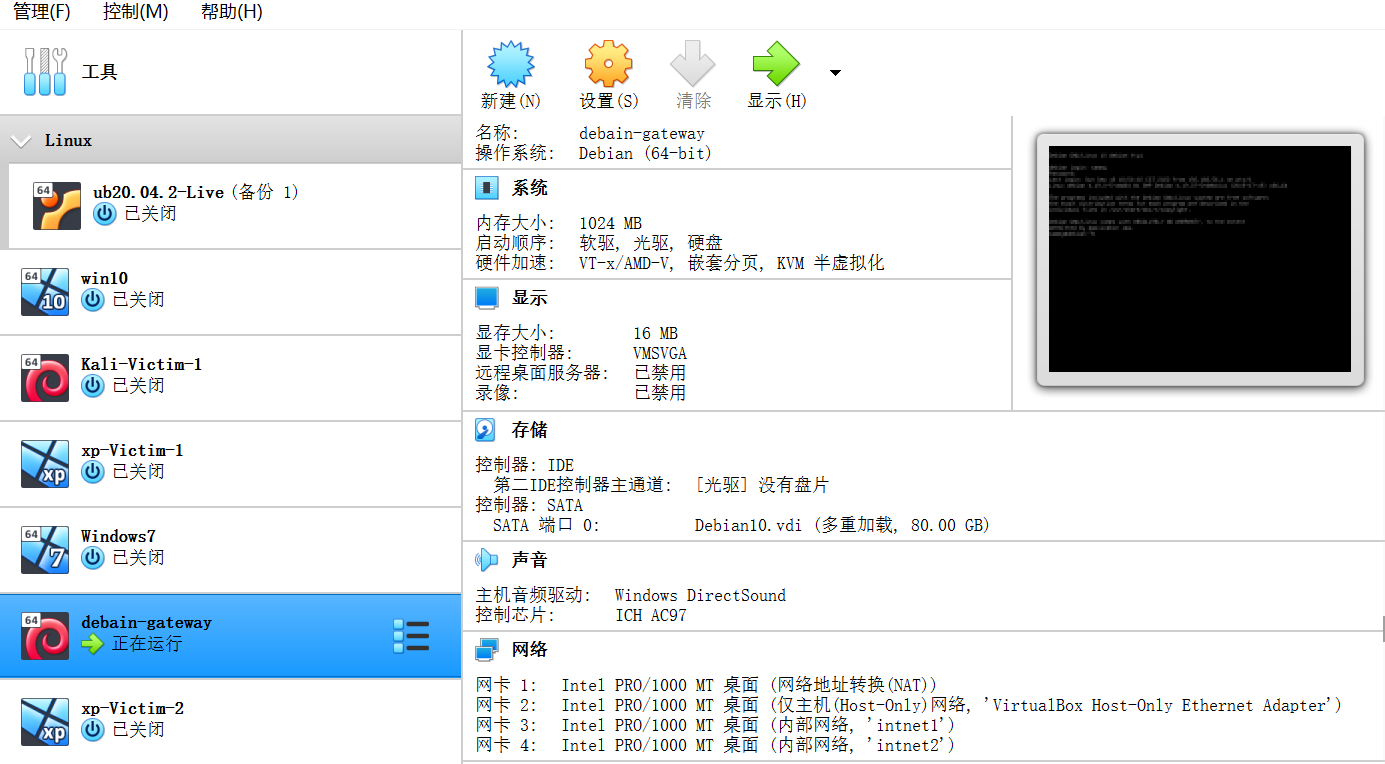 管理(F) 控制(M) 帮助(H)
工具
新建(N) 设置(S) 清除 显示(H)
Linux
64 ub20.04.2-Live (备份 1)
已关闭
64 10 win10
已关闭
64 Kali-Victim-1
已关闭
xp xp-Victim-1
已关闭
64 7 Windows7
已关闭
64 debain-gateway
正在运行
xp xp-Victim-2
已关闭
名称: debain-gateway
操作系统: Debian (64-bit)
系统
内存大小: 1024 MB
启动顺序: 软驱, 光驱, 硬盘
硬件加速: VT-x/AMD-V, 嵌套分页, KVM 半虚拟化
显示
显存大小: 16 MB
显卡控制器: VMSVGA
远程桌面服务器: 已禁用
录像: 已禁用
存储
控制器: IDE
第二IDE控制器主通道: [光驱] 没有盘片
控制器: SATA
SATA 端口 0: Debian10.vdi (多重加载, 80.00 GB)
声音
主机音频驱动: Windows DirectSound
控制芯片: ICH AC97
网络
网卡 1: Intel PRO/1000 MT 桌面 (网络地址转换(NAT))
网卡 2: Intel PRO/1000 MT 桌面 (仅主机(Host-Only)网络, 'VirtualBox Host-Only Ethernet Adapter')
网卡 3: Intel PRO/1000 MT 桌面 (内部网络, 'intnet1')
网卡 4: Intel PRO/1000 MT 桌面 (内部网络, 'intnet2')